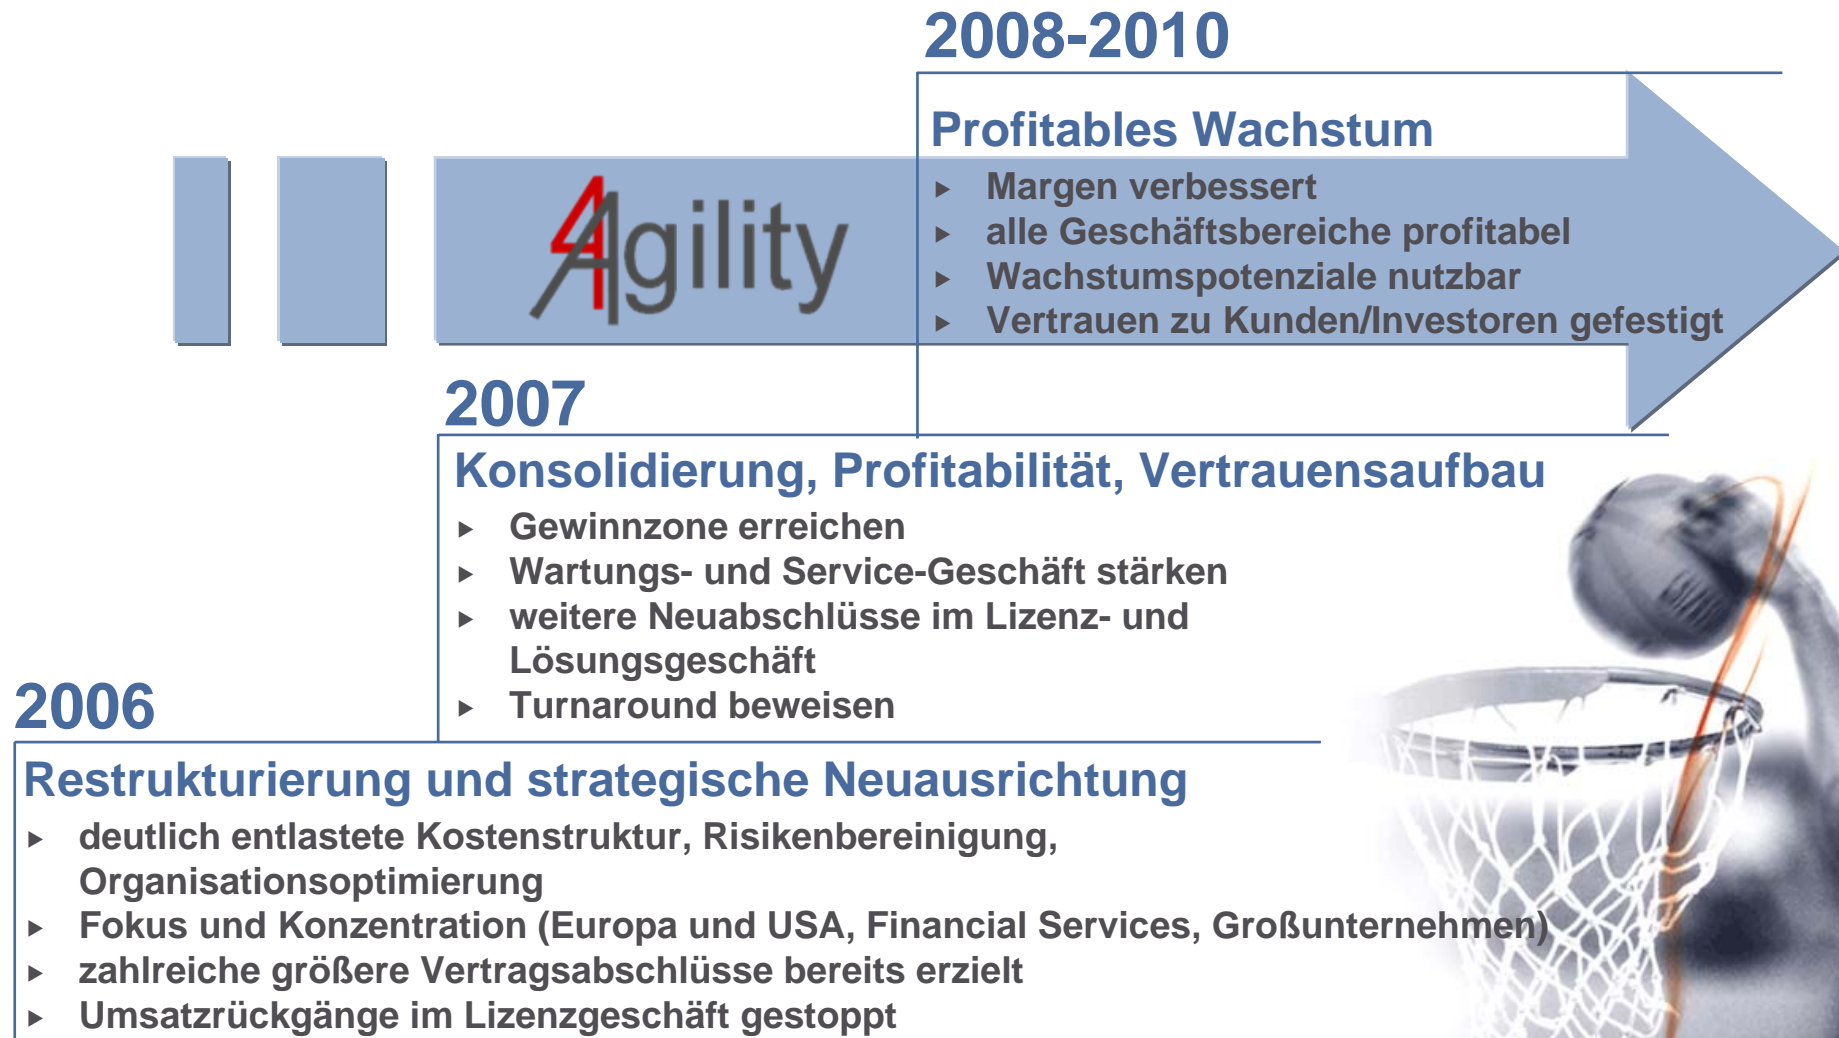 2008-2010
Profitables Wachstum
▶ Margen verbessert
▶ alle Geschäftsbereiche profitabel
▶ Wachstumspotenziale nutzbar
▶ Vertrauen zu Kunden/Investoren gefestigt
4Agility
2007
Konsolidierung, Profitabilität, Vertrauensaufbau
▶ Gewinnzone erreichen
▶ Wartungs- und Service-Geschäft stärken
▶ weitere Neuabschlüsse im Lizenz- und
Lösungsgeschäft
▶ Turnaround beweisen
2006
Restrukturierung und strategische Neuausrichtung
▶ deutlich entlastete Kostenstruktur, Risikenbereinigung,
Organisationsoptimierung
▶ Fokus und Konzentration (Europa und USA, Financial Services, Großunternehmen)
▶ zahlreiche größere Vertragsabschlüsse bereits erzielt
▶ Umsatzrückgänge im Lizenzgeschäft gestoppt